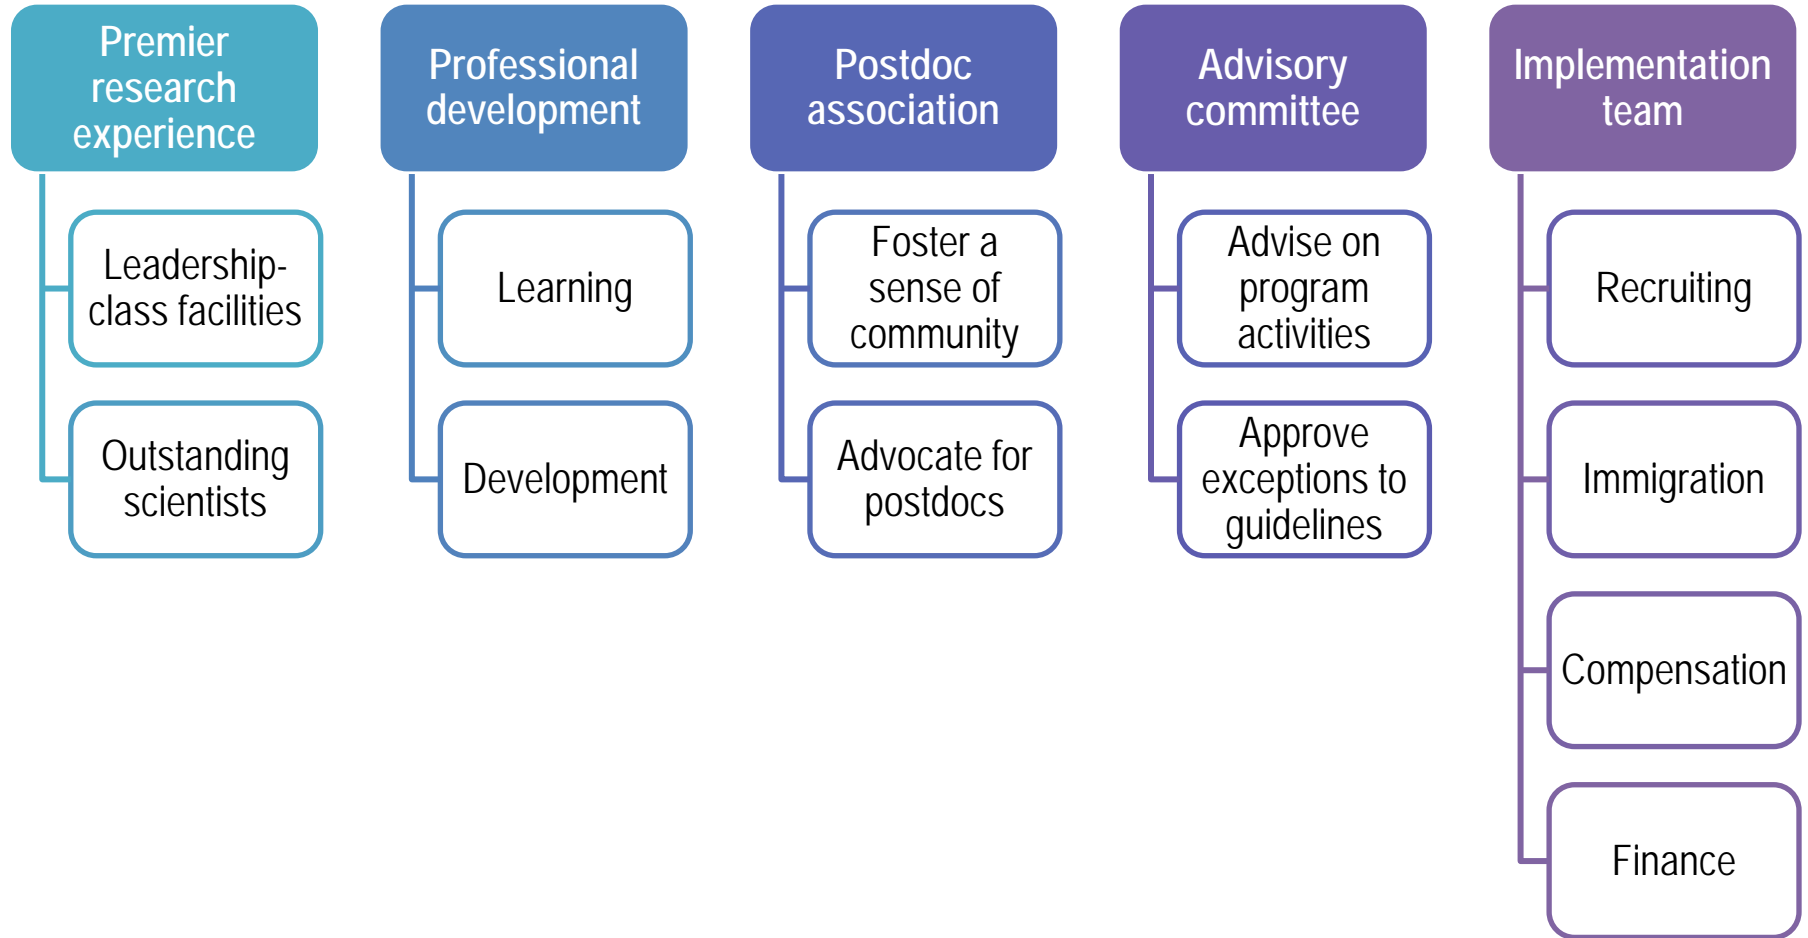 Premier
research
experience
Leadership-
class facilities
Outstanding
scientists
Professional
development
Learning
Development
Postdoc
association
Foster a
sense of
community
Advocate for
postdocs
Advisory
committee
Advise on
program
activities
Approve
exceptions to
guidelines
Implementation
team
Recruiting
Immigration
Compensation
Finance